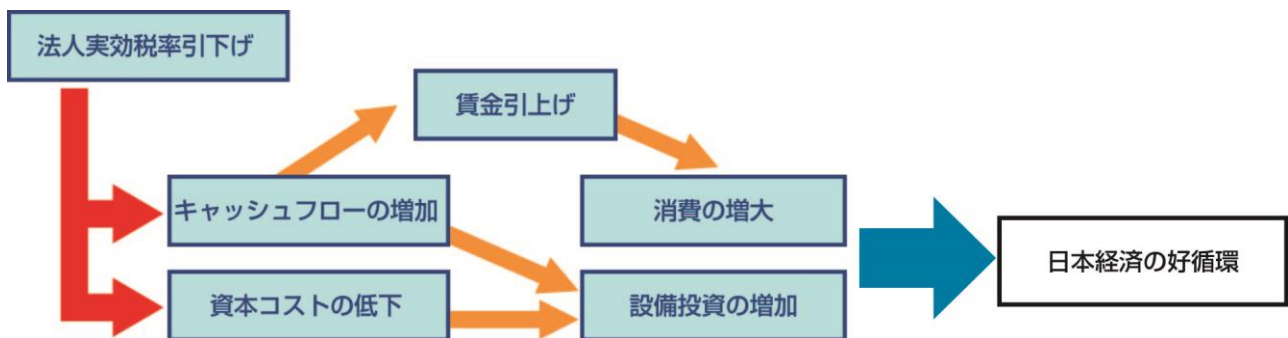 法人実効税率引下げ
賃金引上げ
キャッシュフローの増加
消費の増大
日本経済の好循環
資本コストの低下
設備投資の増加